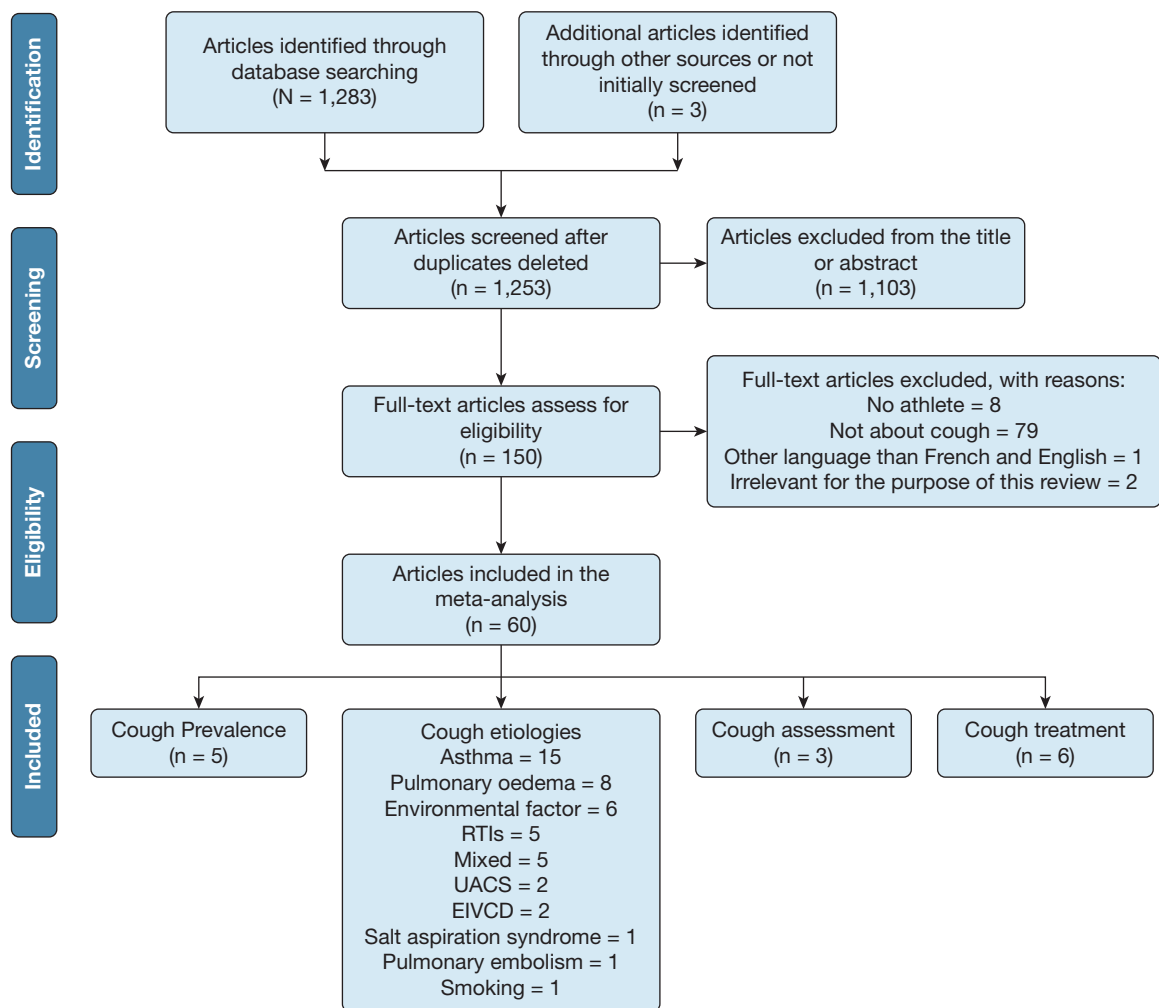 Identification
Articles identified through
database searching
(N = 1,283)
Additional articles identified
through other sources or not
initially screened
(n = 3)
Screening
Articles screened after
duplicates deleted
(n = 1,253)
Articles excluded from the title
or abstract
(n = 1,103)
Eligibility
Full-text articles assess for
eligibility
(n = 150)
Full-text articles excluded, with reasons:
No athlete = 8
Not about cough = 79
Other language than French and English = 1
Irrelevant for the purpose of this review = 2
Articles included in the
meta-analysis
(n = 60)
Included
Cough Prevalence
(n = 5)
Cough etiologies
Asthma = 15
Pulmonary oedema = 8
Environmental factor = 6
RTIs = 5
Mixed = 5
UACS = 2
EIVCD = 2
Salt aspiration syndrome = 1
Pulmonary embolism = 1
Smoking = 1
Cough assessment
(n = 3)
Cough treatment
(n = 6)